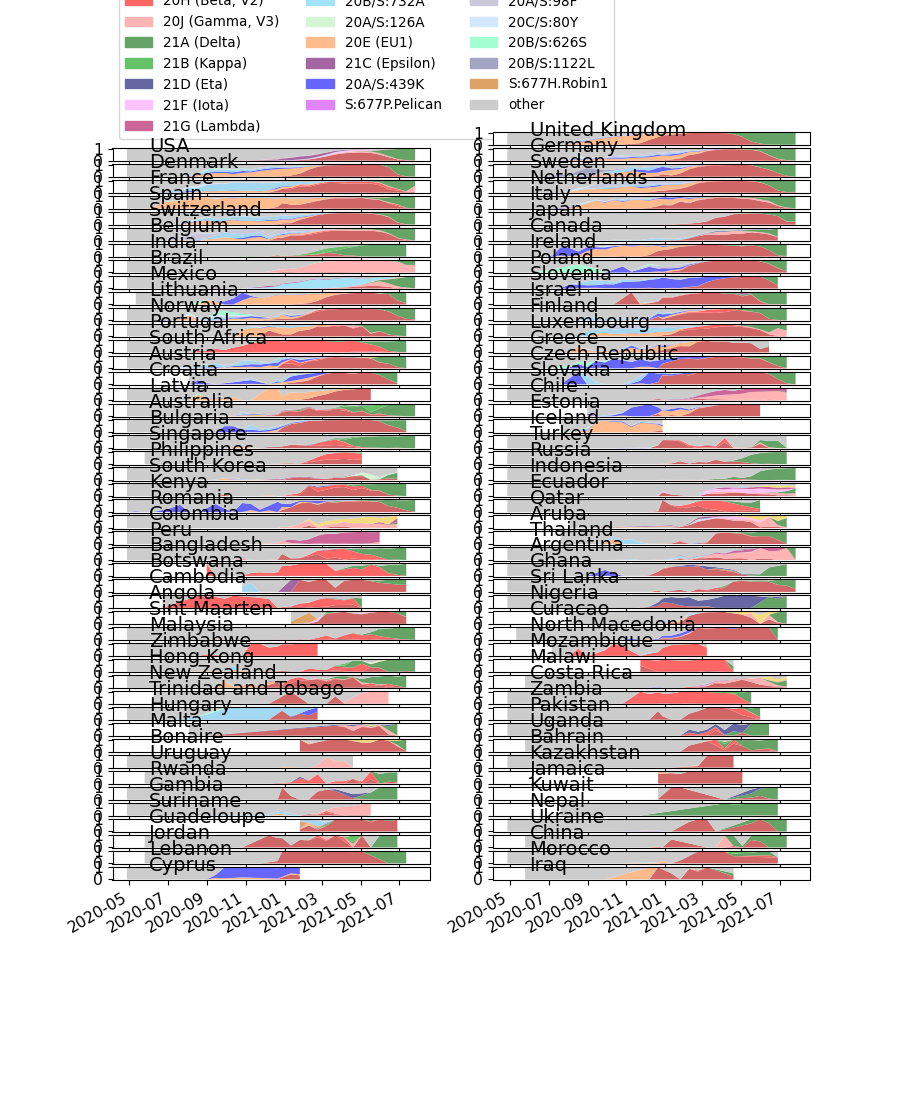 20H (Beta, V2)
20J (Gamma, V3)
21A (Delta)
21B (Kappa)
21D (Eta)
21F (Iota)
21G (Lambda)
20B/S:732A
20A/S:126A
20E (EU1)
21C (Epsilon)
20A/S:439K
S:677P.Pelican
20A/S:98F
20C/S:80Y
20B/S:626S
20B/S:1122L
S:677H.Robin1
other
USA
Denmark
France
Spain
Switzerland
Belgium
India
Brazil
Mexico
Lithuania
Norway
Portugal
South Africa
Austria
Croatia
Latvia
Australia
Bulgaria
Singapore
Philippines
South Korea
Kenya
Romania
Colombia
Peru
Bangladesh
Botswana
Cambodia
Angola
Sint Maarten
Malaysia
Zimbabwe
Hong Kong
New Zealand
Trinidad and Tobago
Hungary
Malta
Bonaire
Uruguay
Rwanda
Gambia
Suriname
Guadeloupe
Jordan
Lebanon
Cyprus
2020-05
2020-07
2020-09
2020-11
2021-01
2021-03
2021-05
2021-07
United Kingdom
Germany
Sweden
Netherlands
Italy
Japan
Canada
Ireland
Poland
Slovenia
Israel
Finland
Luxembourg
Greece
Czech Republic
Slovakia
Chile
Estonia
Iceland
Turkey
Russia
Indonesia
Ecuador
Qatar
Aruba
Thailand
Argentina
Ghana
Sri Lanka
Nigeria
Curacao
North Macedonia
Mozambique
Malawi
Costa Rica
Zambia
Pakistan
Uganda
Bahrain
Kazakhstan
Jamaica
Kuwait
Nepal
Ukraine
China
Morocco
Iraq
2020-05
2020-07
2020-09
2020-11
2021-01
2021-03
2021-05
2021-07